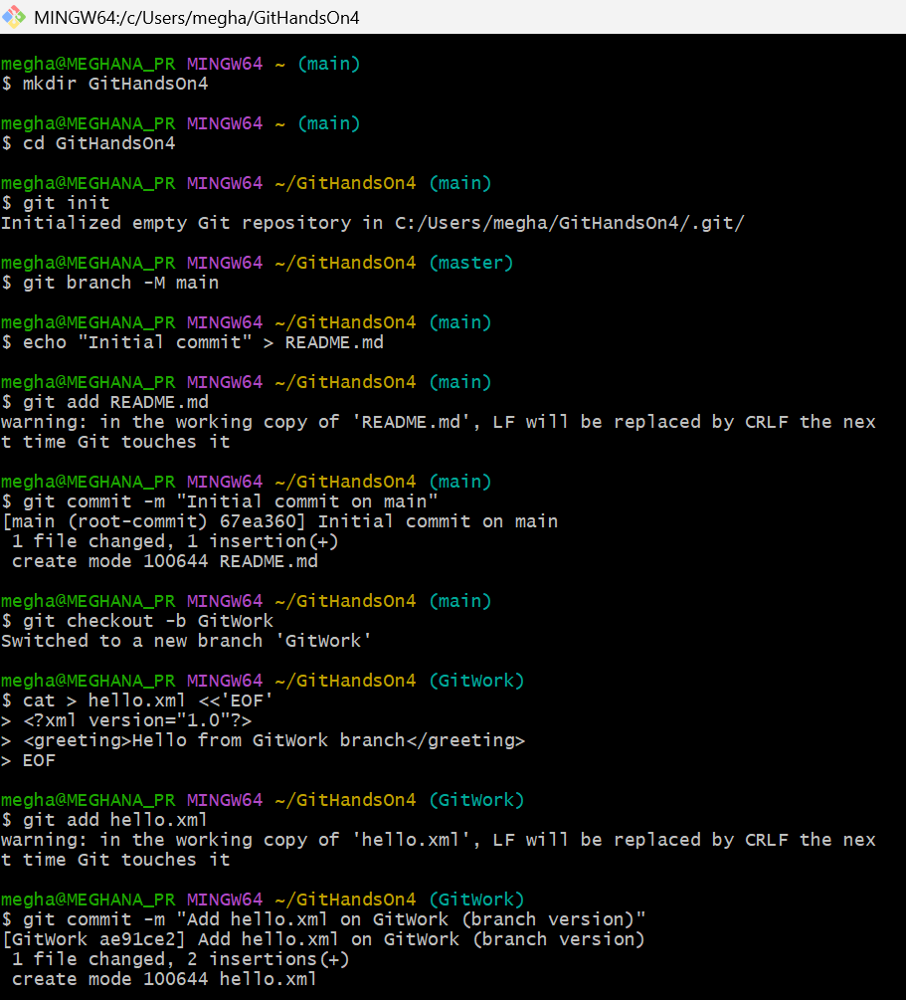 MINGW64:/c/Users/megha/GitHandsOn4
megha@MEGHANA_PR MINGW64 ~ (main)
$ mkdir GitHandsOn4
megha@MEGHANA_PR MINGW64 ~ (main)
$ cd GitHandsOn4
megha@MEGHANA_PR MINGW64 ~/GitHandsOn4 (main)
$ git init
Initialized empty Git repository in C:/Users/megha/GitHandsOn4/.git/
megha@MEGHANA_PR MINGW64 ~/GitHandsOn4 (master)
$ git branch -M main
megha@MEGHANA_PR MINGW64 ~/GitHandsOn4 (main)
$ echo "Initial commit" > README.md
megha@MEGHANA_PR MINGW64 ~/GitHandsOn4 (main)
$ git add README.md
warning: in the working copy of 'README.md', LF will be replaced by CRLF the nex
t time Git touches it
megha@MEGHANA_PR MINGW64 ~/GitHandsOn4 (main)
$ git commit -m "Initial commit on main"
[main (root-commit) 67ea360] Initial commit on main
 1 file changed, 1 insertion(+)
 create mode 100644 README.md
megha@MEGHANA_PR MINGW64 ~/GitHandsOn4 (main)
$ git checkout -b GitWork
Switched to a new branch 'GitWork'
megha@MEGHANA_PR MINGW64 ~/GitHandsOn4 (GitWork)
$ cat > hello.xml <<'EOF'
> <?xml version="1.0"?>
> <greeting>Hello from GitWork branch</greeting>
> EOF
megha@MEGHANA_PR MINGW64 ~/GitHandsOn4 (GitWork)
$ git add hello.xml
warning: in the working copy of 'hello.xml', LF will be replaced by CRLF the nex
t time Git touches it
megha@MEGHANA_PR MINGW64 ~/GitHandsOn4 (GitWork)
$ git commit -m "Add hello.xml on GitWork (branch version)"
[GitWork ae91ce2] Add hello.xml on GitWork (branch version)
 1 file changed, 2 insertions(+)
 create mode 100644 hello.xml